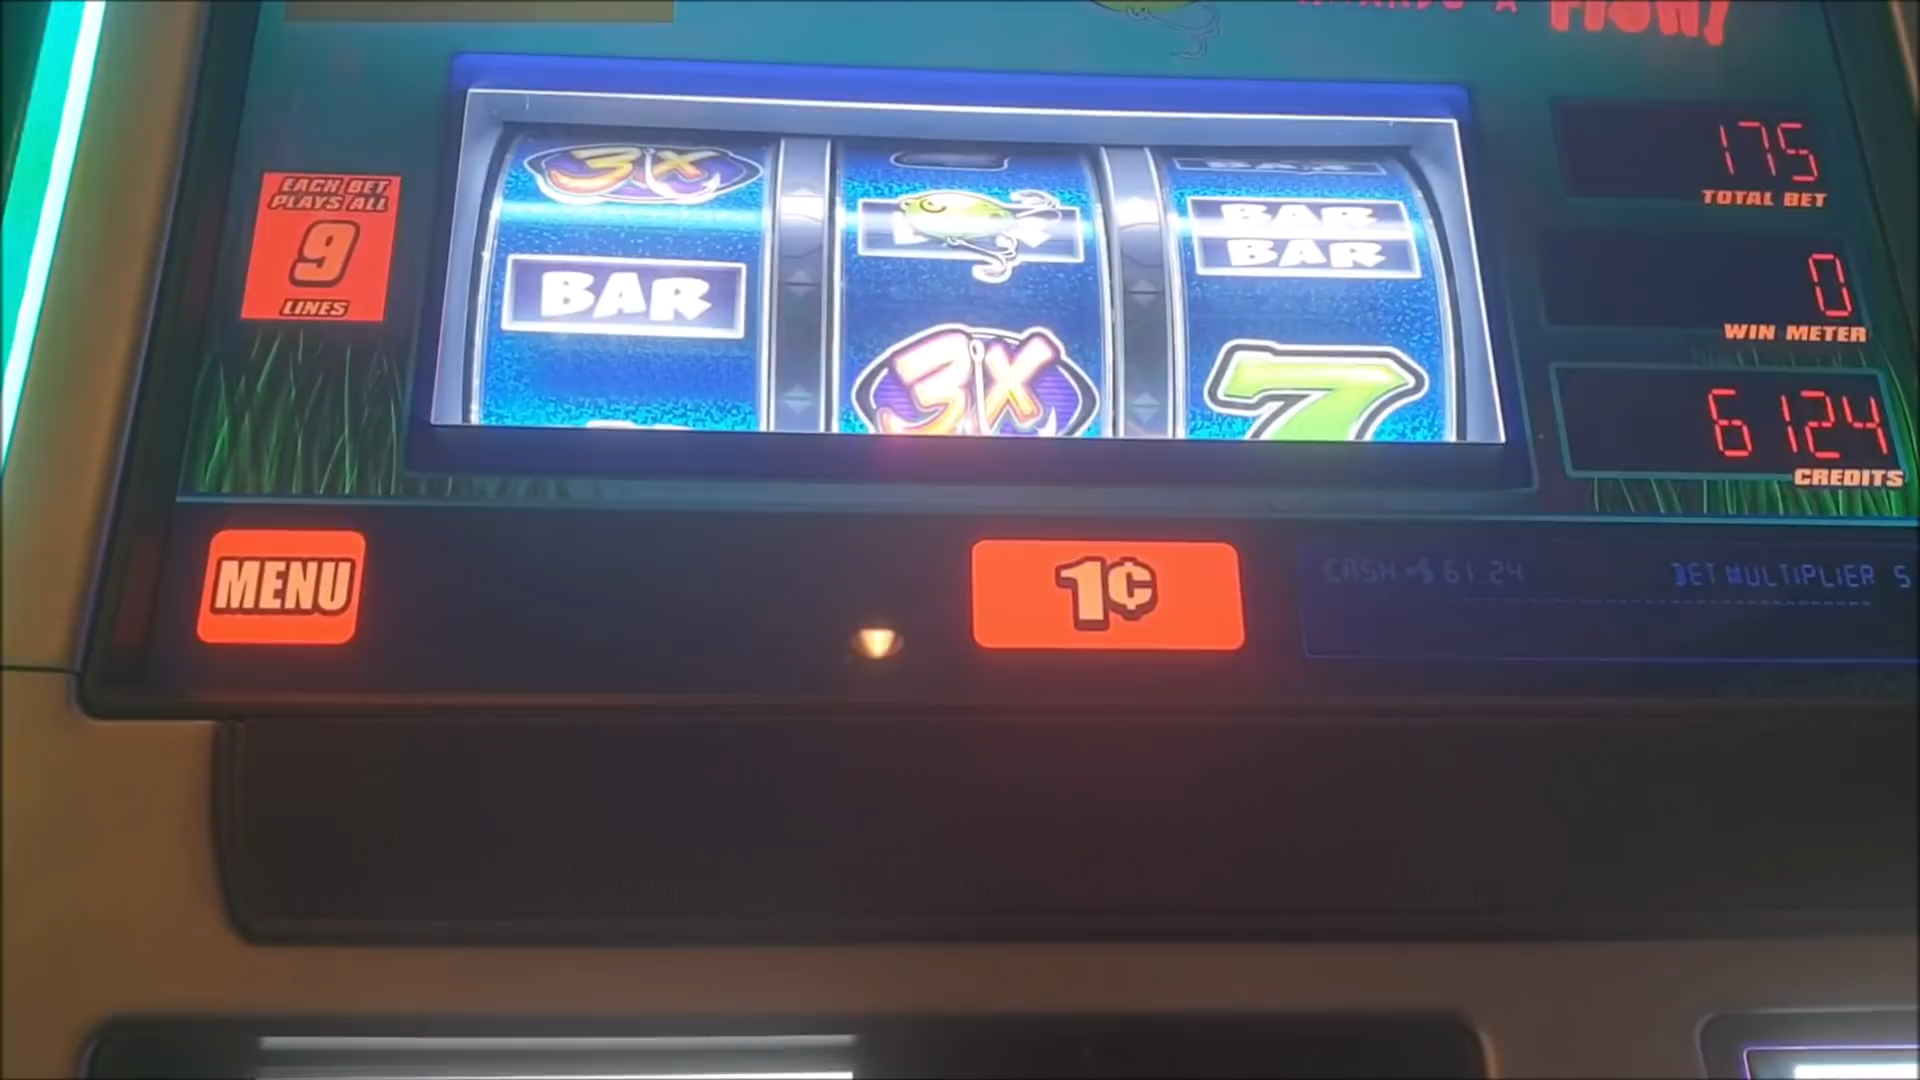 FISH!
EACH BET
PLAYS ALL
9
LINES
3X
BAR
3X
BAR
BAR
BAR
7
175
TOTAL BET
0
WIN METER
6124
CREDITS
MENU
1¢
CASH $ 61 24
BET MULTIPLIER 5